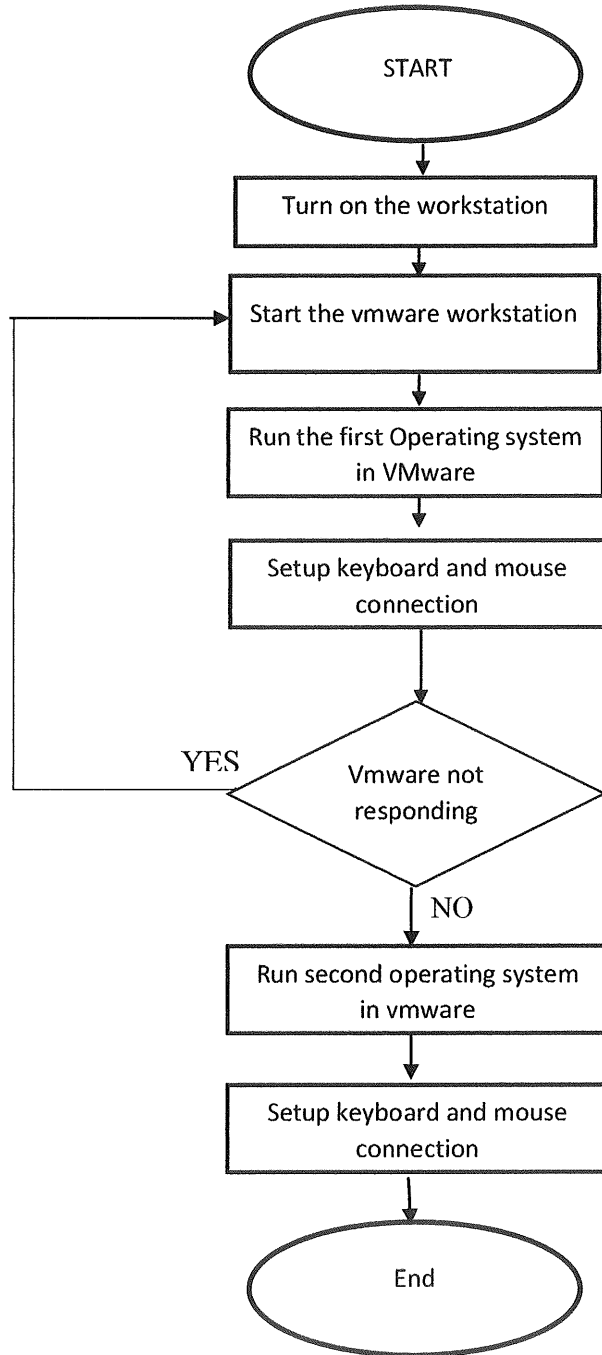 START
Turn on the workstation
Start the vmware workstation
Run the first Operating system
in VMware
Setup keyboard and mouse
connection
YES
Vmware not
responding
NO
Run second operating system
in vmware
Setup keyboard and mouse
connection
End